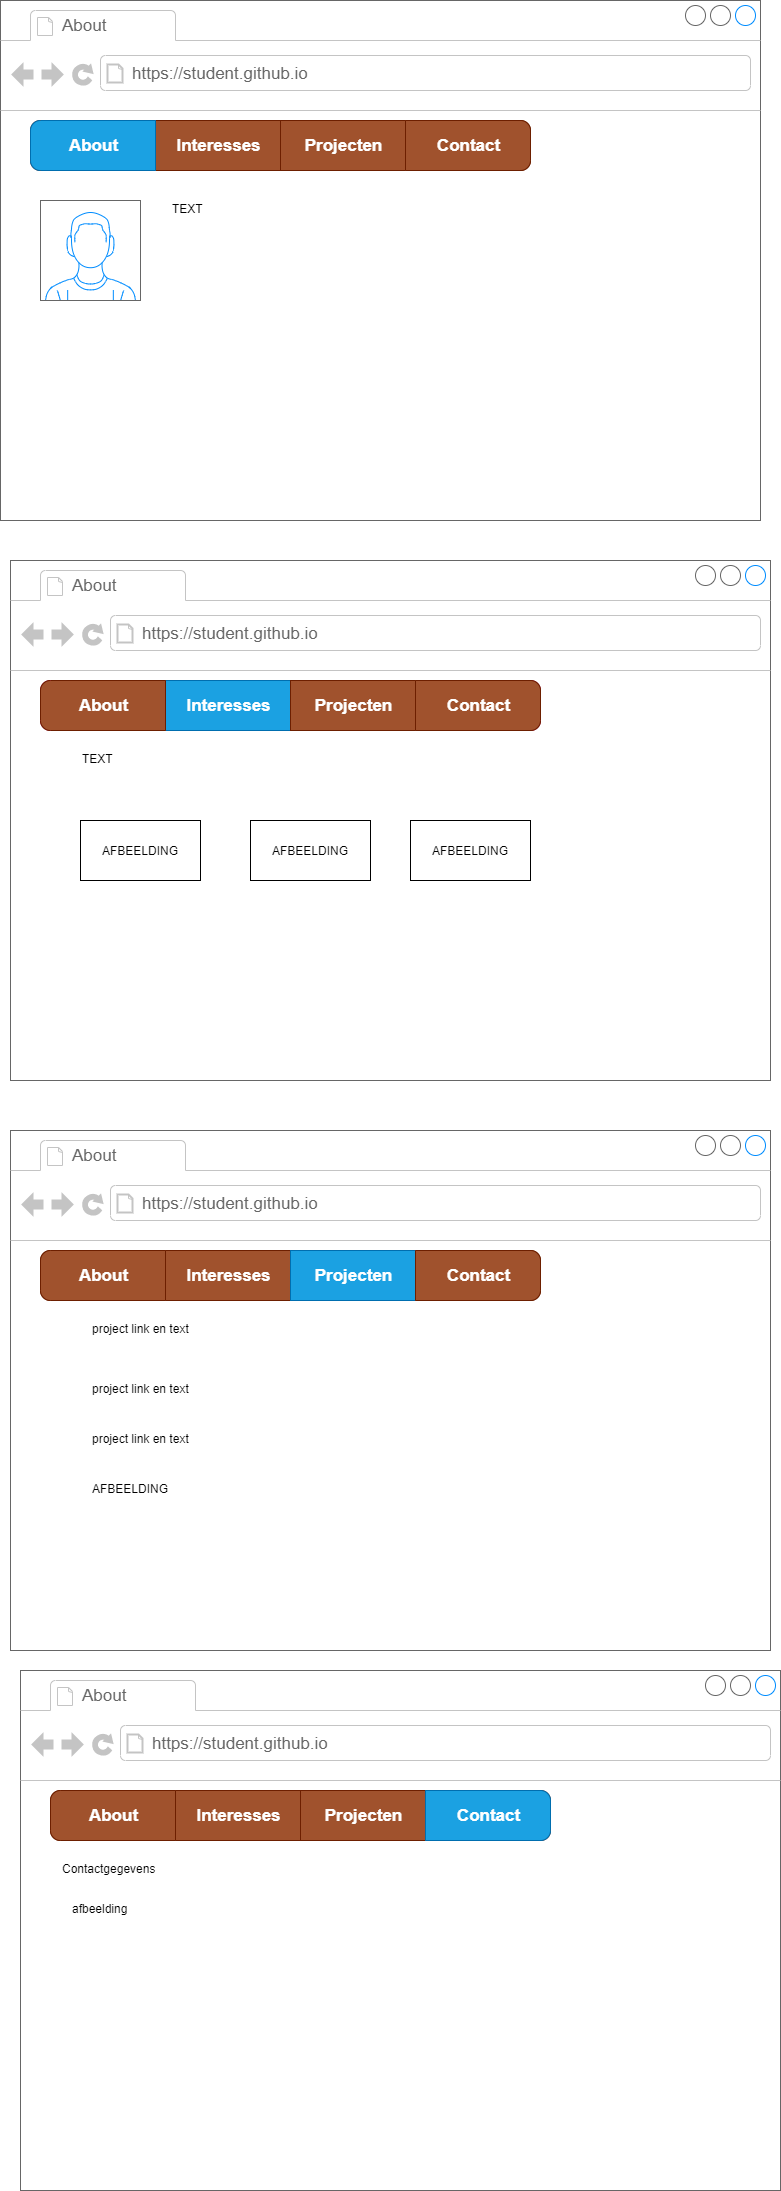 About
https://student.github.io
About Interesses Projecten Contact
TEXT
About
https://student.github.io
About Interesses Projecten Contact
TEXT
AFBEELDING AFBEELDING AFBEELDING
About
https://student.github.io
About Interesses Projecten Contact
project link en text
project link en text
project link en text
AFBEELDING
About
https://student.github.io
About Interesses Projecten Contact
Contactgegevens
afbeelding